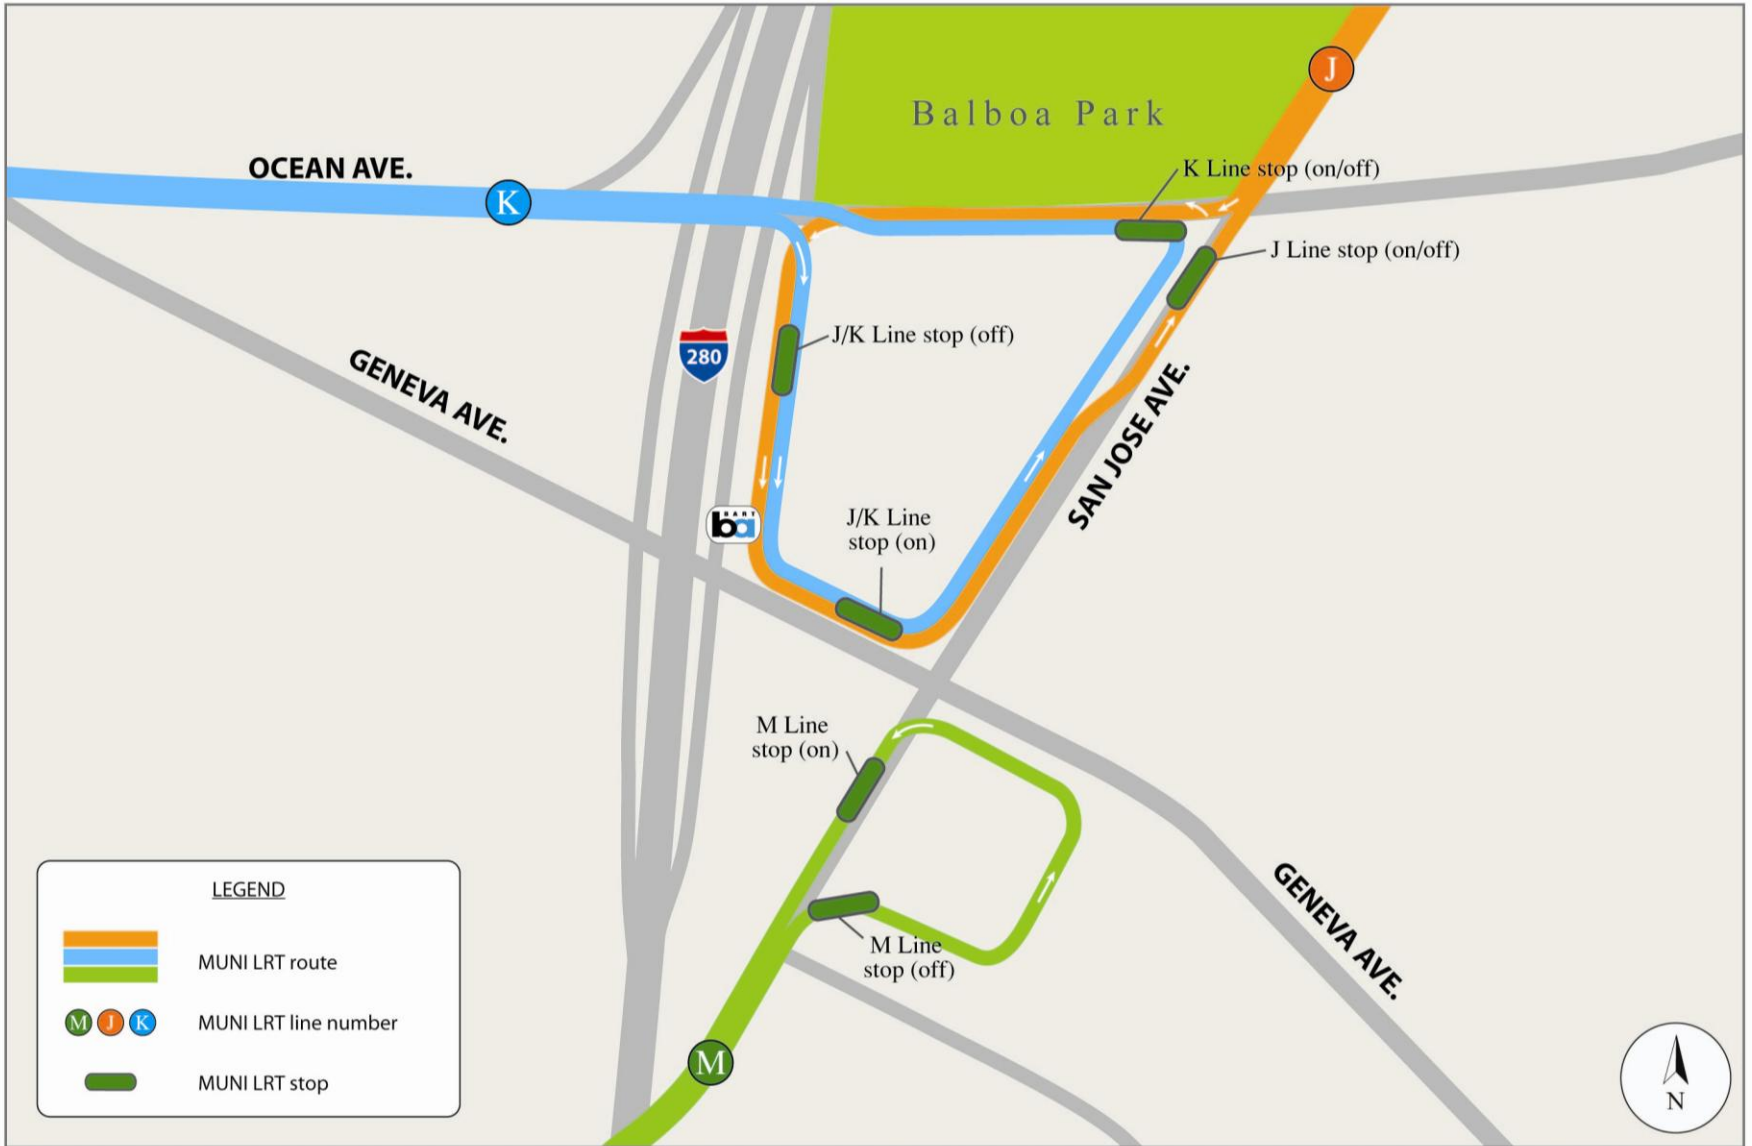 J
Balboa Park
OCEAN AVE.
K Line stop (on/off)
K
J Line stop (on/off)
J/K Line stop (off)
280
GENEVA AVE.
SAN JOSE AVE.
J/K Line
stop (on)
BART
ba
M Line
stop (on)
GENEVA AVE.
M Line
stop (off)
M
LEGEND
MUNI LRT route
M J K MUNI LRT line number
MUNI LRT stop
N